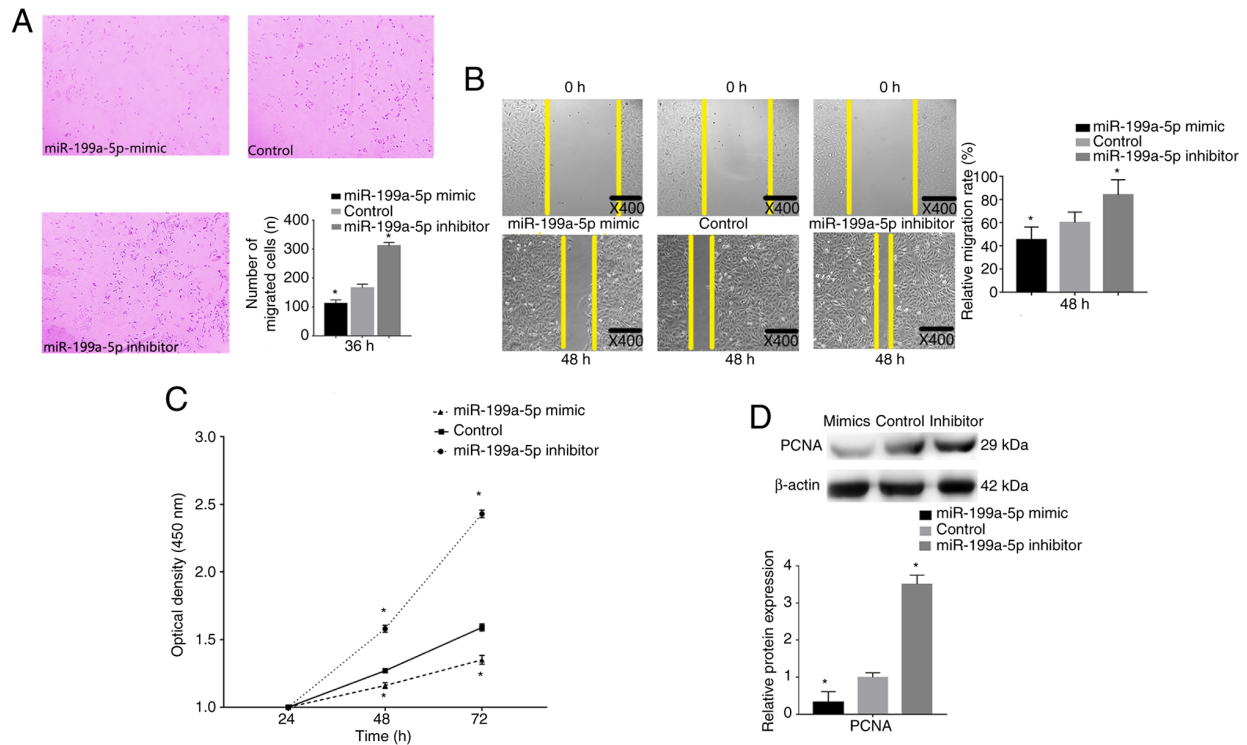 A
miR-199a-5p-mimic
Control
miR-199a-5p inhibitor
miR-199a-5p mimic
Control
miR-199a-5p inhibitor
Number of
migrated cells (n)
400
300
200
100
0
*
*
36 h
B
0 h
0 h
0 h
X400
X400
X400
miR-199a-5p mimic
Control
miR-199a-5p inhibitor
X400
X400
X400
48 h
48 h
48 h
miR-199a-5p mimic
Control
miR-199a-5p inhibitor
Relative migration rate (%)
100
80
60
40
20
0
*
*
48 h
C
miR-199a-5p mimic
Control
miR-199a-5p inhibitor
Optical density (450 nm)
3.0
2.5
2.0
1.5
1.0
*
*
*
*
24
48
72
Time (h)
D
Mimics Control Inhibitor
PCNA
29 kDa
β-actin
42 kDa
miR-199a-5p mimic
Control
miR-199a-5p inhibitor
Relative protein expression
4
3
2
1
0
*
*
PCNA